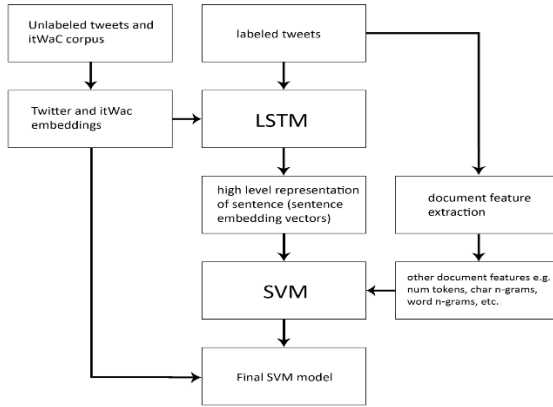 Unlabeled tweets and
itWaC corpus
labeled tweets
Twitter and itWac
embeddings
LSTM
high level representation
of sentence (sentence
embedding vectors)
document feature
extraction
SVM
other document features e.g.
num tokens, char n-grams,
word n-grams, etc.
Final SVM model